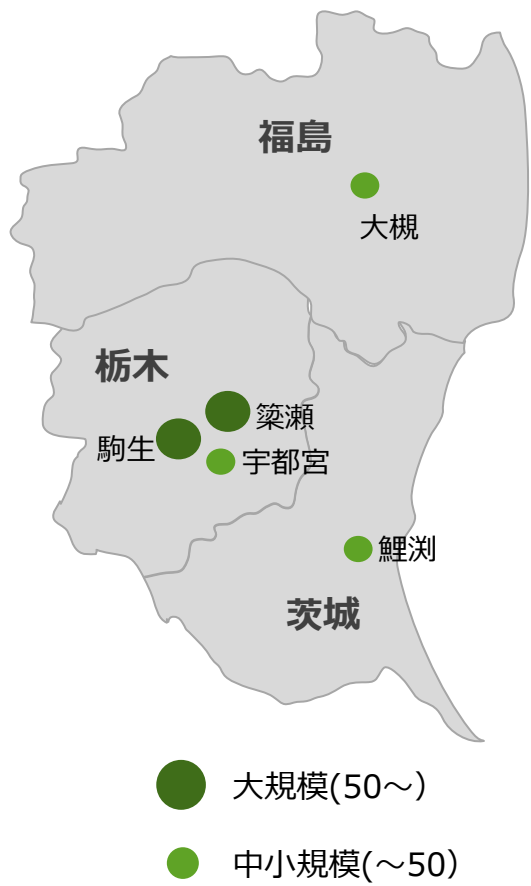 福島
大槻
栃木
簗瀬
駒生
宇都宮
鯉渕
茨城
大規模(50～)
中小規模(～50)